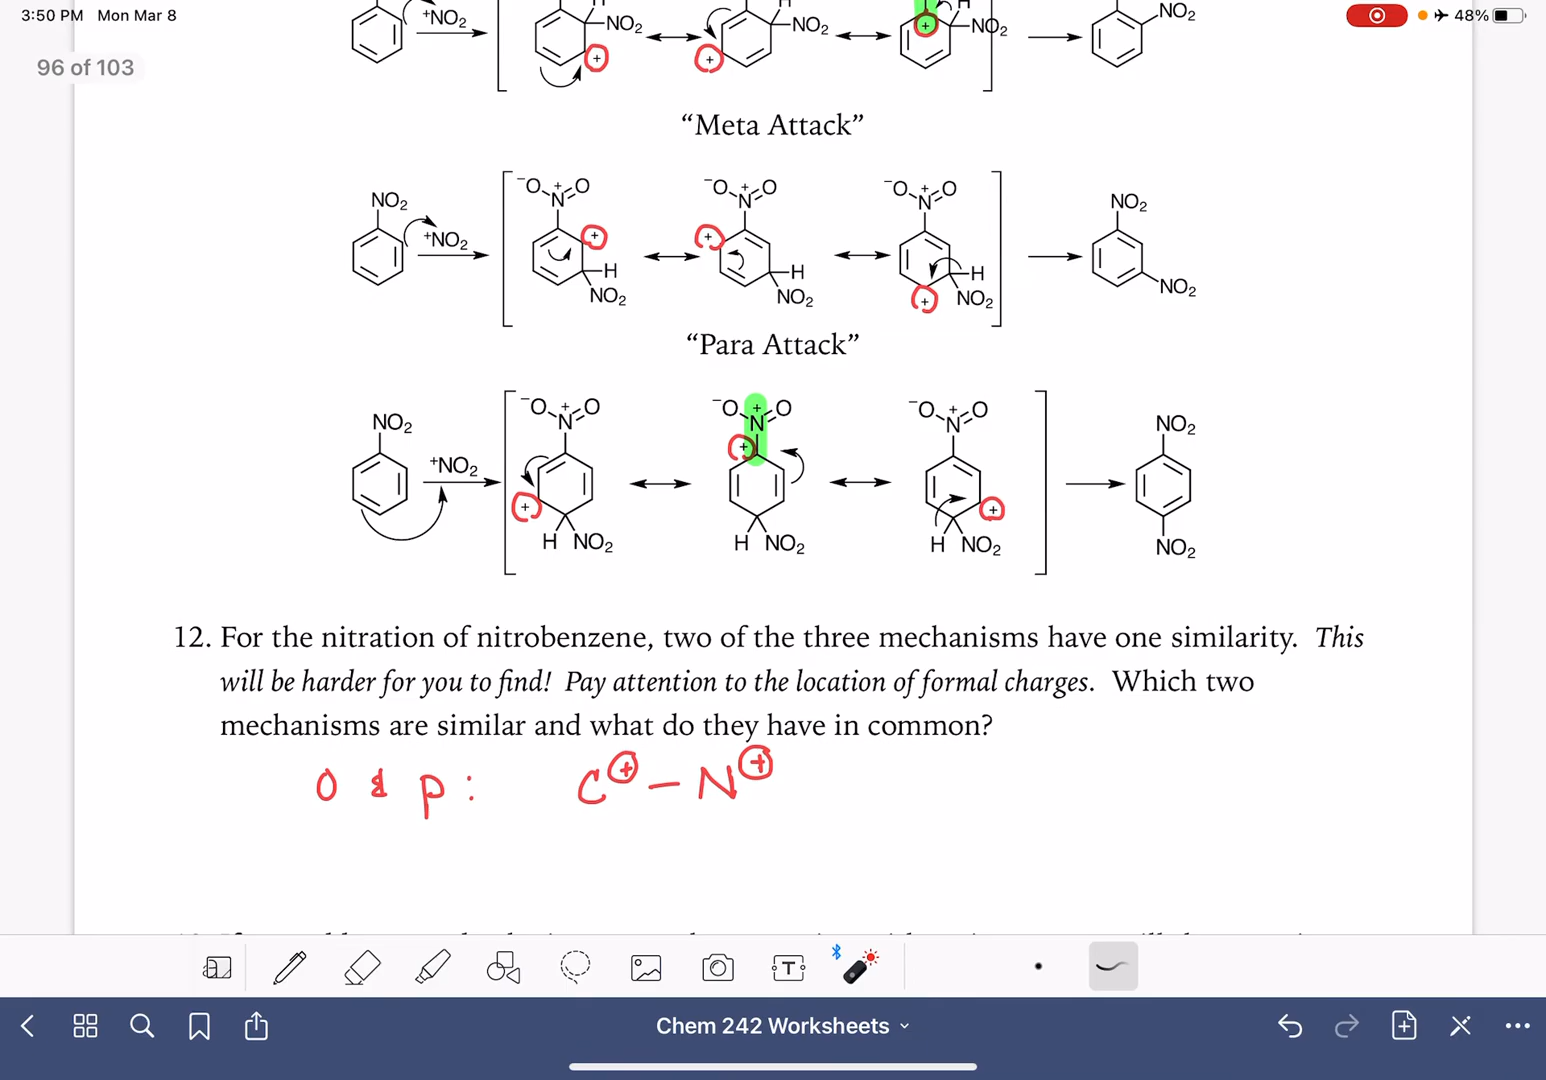 3:50 PM Mon Mar 8
48%
96 of 103
+NO2
H
NO2
+
+
NO2
H
+
NO2
NO2
“Meta Attack”
NO2
+NO2
−O + O
N
+
H
NO2
−O + O
N
+
H
NO2
−O + O
N
H
+
NO2
NO2
NO2
“Para Attack”
NO2
+NO2
−O + O
N
+
H NO2
−O + O
N
+
H NO2
−O + O
N
+
H NO2
NO2
NO2
12. For the nitration of nitrobenzene, two of the three mechanisms have one similarity. This
will be harder for you to find! Pay attention to the location of formal charges. Which two
mechanisms are similar and what do they have in common?
O & p: C+ – N+
T
Chem 242 Worksheets